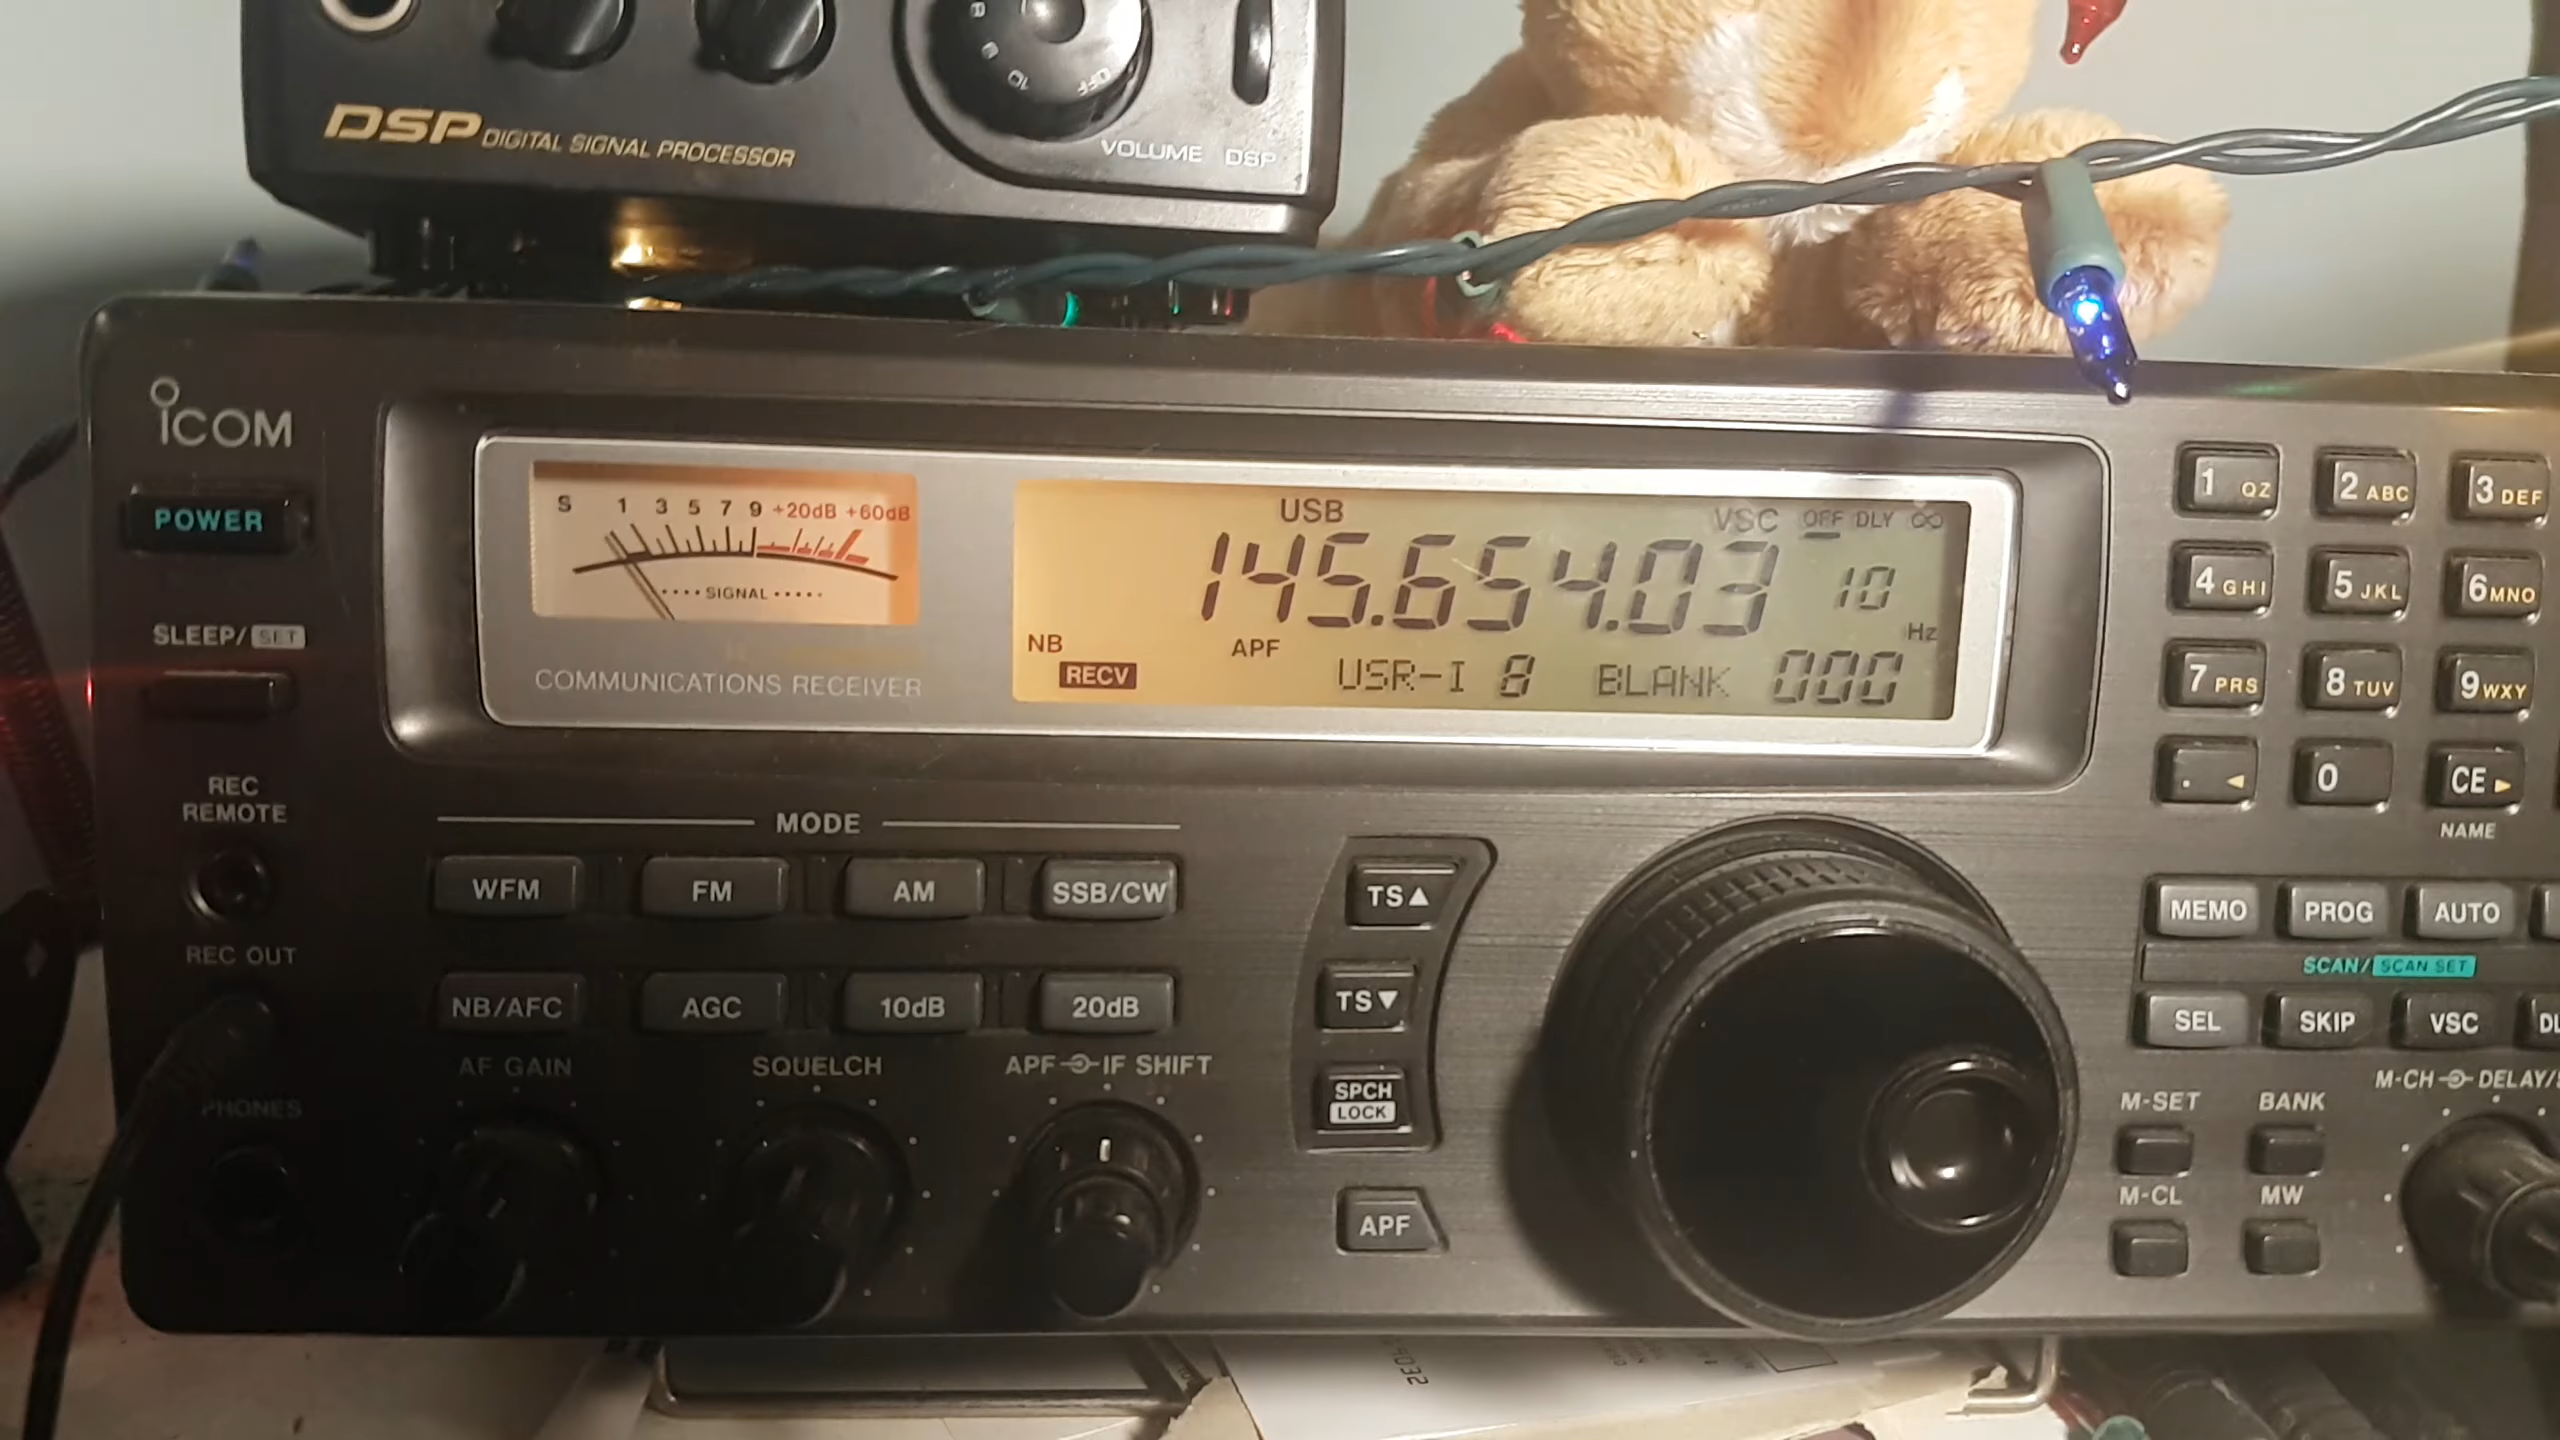 8 8 10 OFF
DSP DIGITAL SIGNAL PROCESSOR
VOLUME DSP
ICOM
POWER
SLEEP/SET
REC REMOTE
REC OUT
PHONES
S 1 3 5 7 9 +20dB +60dB
SIGNAL
COMMUNICATIONS RECEIVER
USB VSC OFF DLY ∞
145.654.03 10 Hz
NB APF
RECV USR-I 8 BLANK 000
MODE
WFM FM AM SSB/CW
NB/AFC AGC 10dB 20dB
AF GAIN SQUELCH APF IF SHIFT
TS▲
TS▼
SPCH
LOCK
APF
1 QZ 2 ABC 3 DEF
4 GHI 5 JKL 6 MNO
7 PRS 8 TUV 9 WXY
. ◄ 0 CE ►
NAME
MEMO PROG AUTO
SCAN/SCAN SET
SEL SKIP VSC
M-CH DELAY/
M-SET BANK
M-CL MW